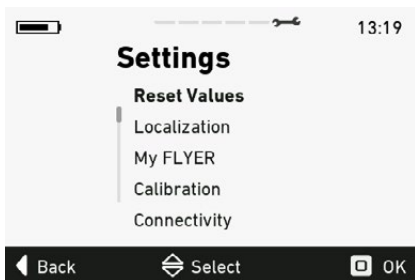 13:19
Settings
Reset Values
Localization
My FLYER
Calibration
Connectivity
Back Select OK